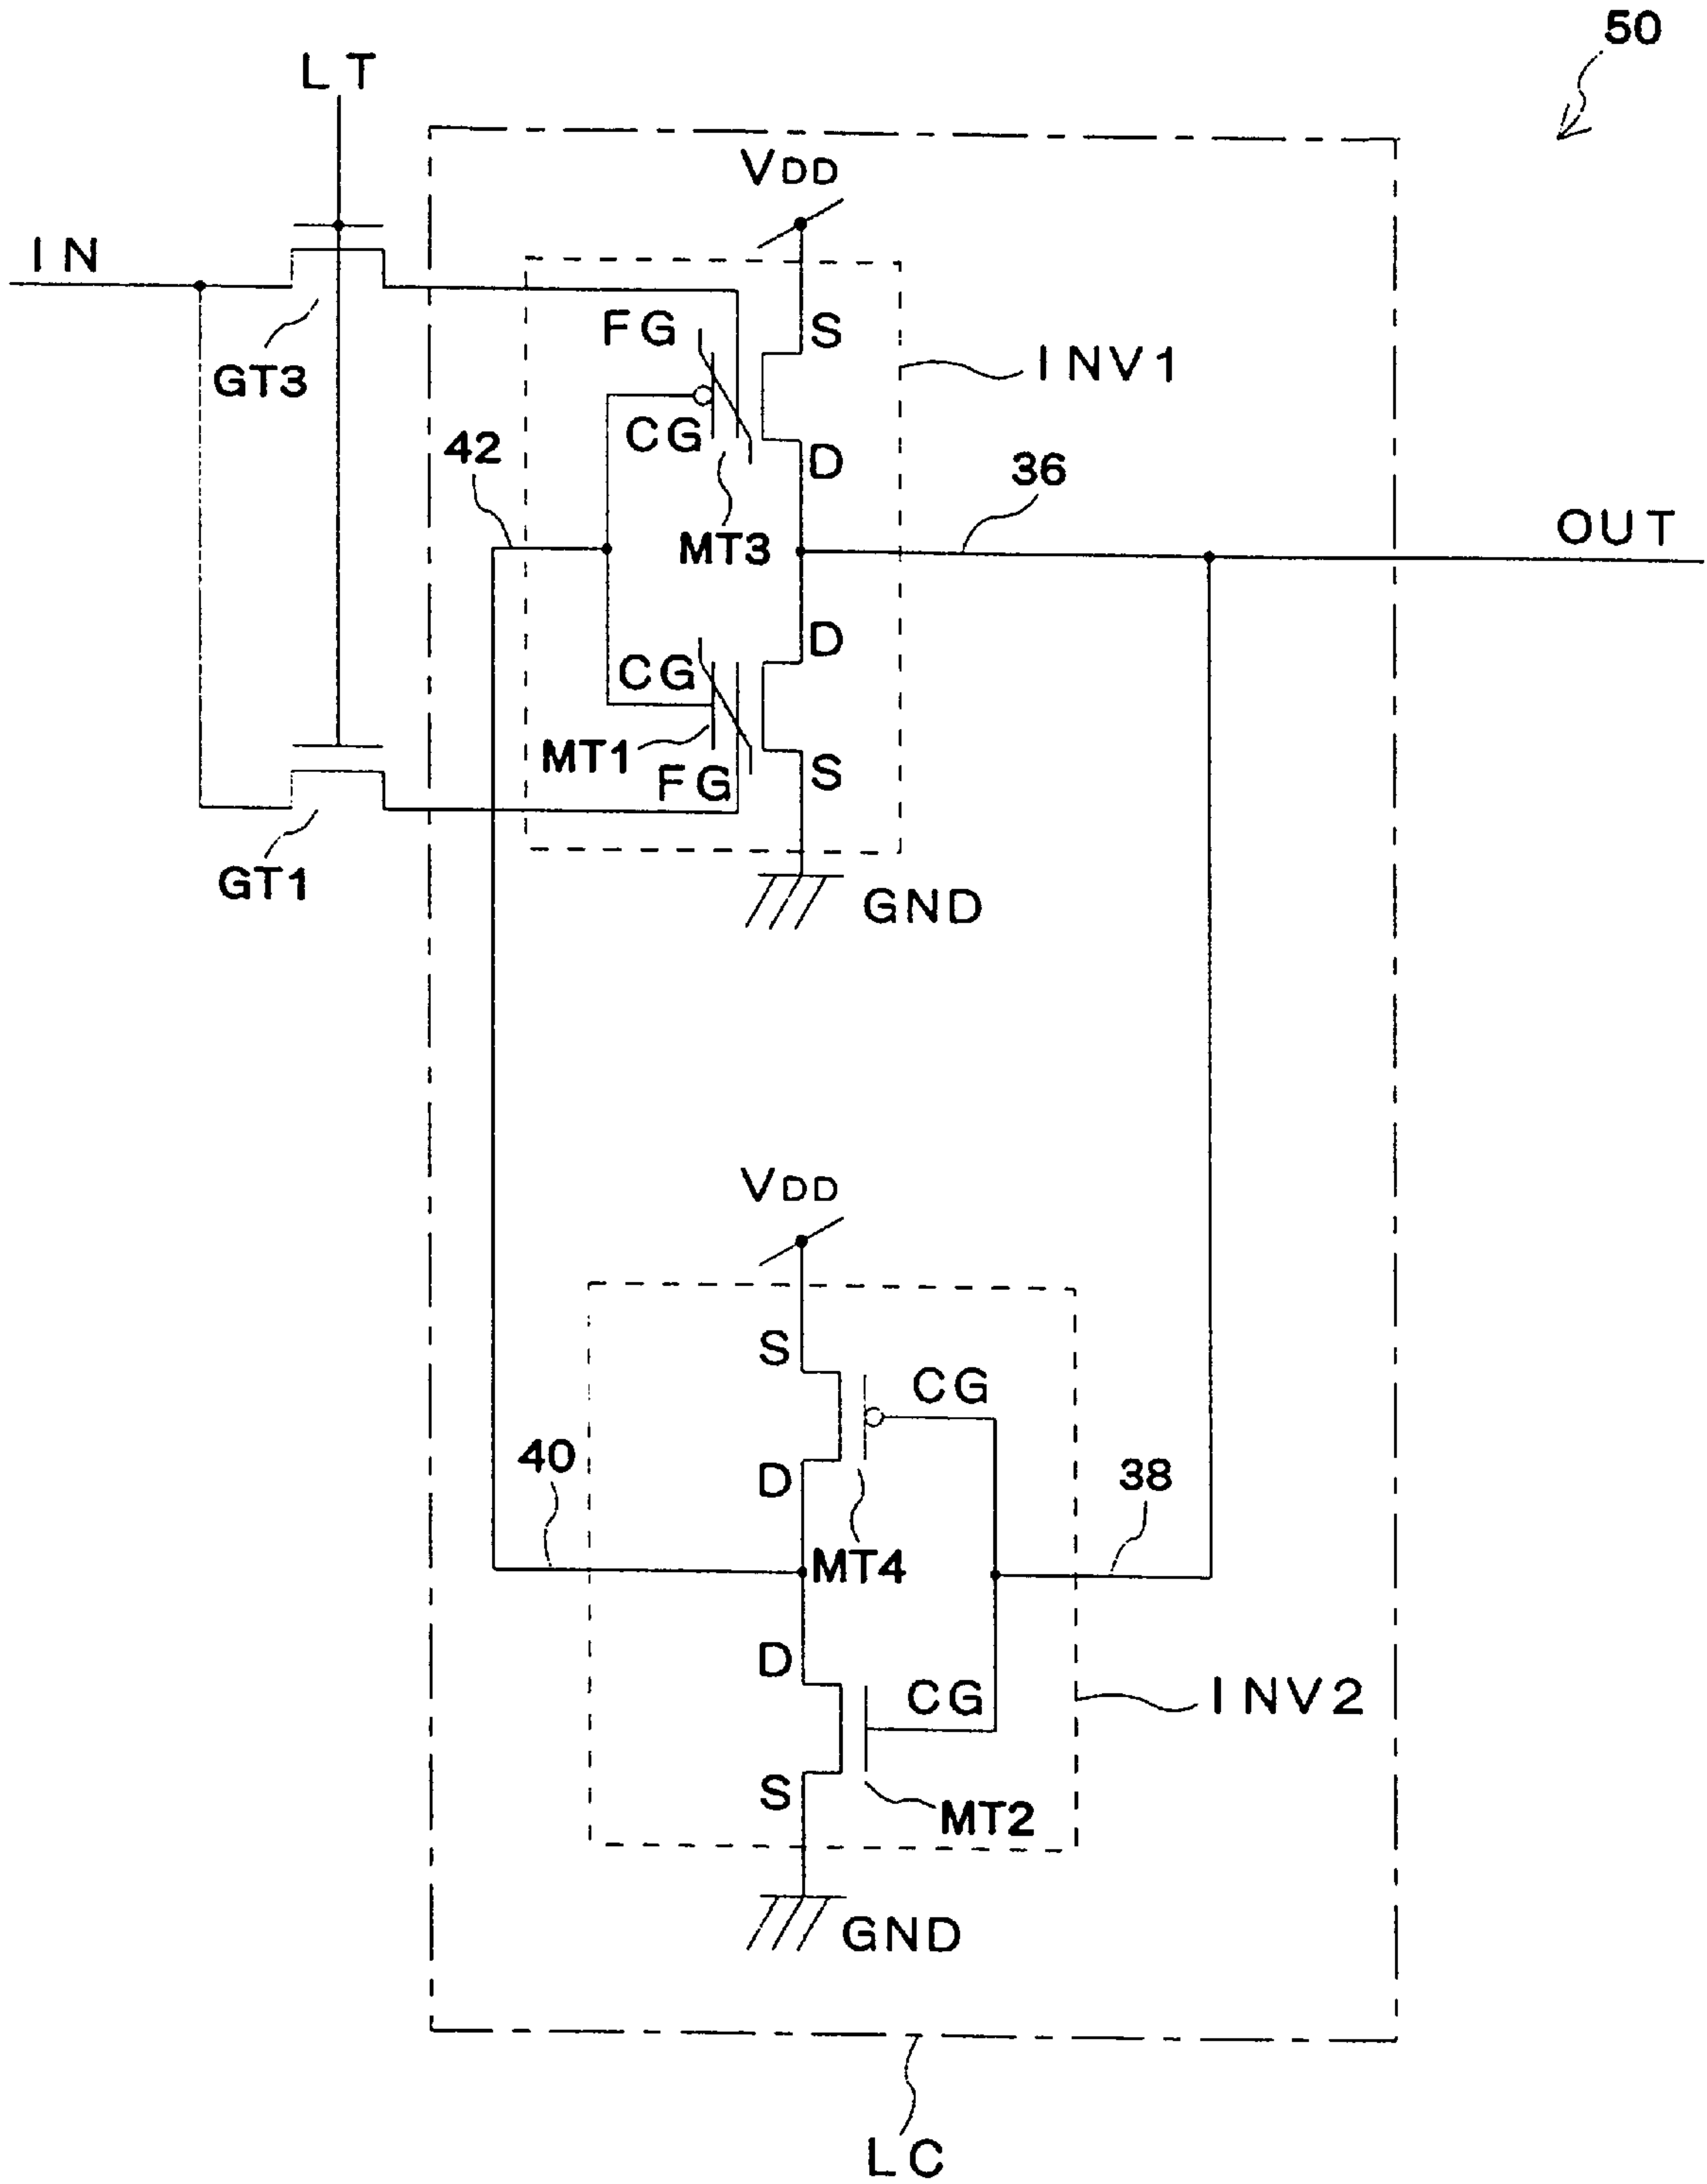 50
LT
VDD
IN
FG
S
INV1
GT3
CG
D
42
36
MT3
OUT
D
CG
MT1
S
FG
GT1
GND
VDD
S
CG
40
D
38
MT4
D
CG
INV2
S
MT2
GND
LC